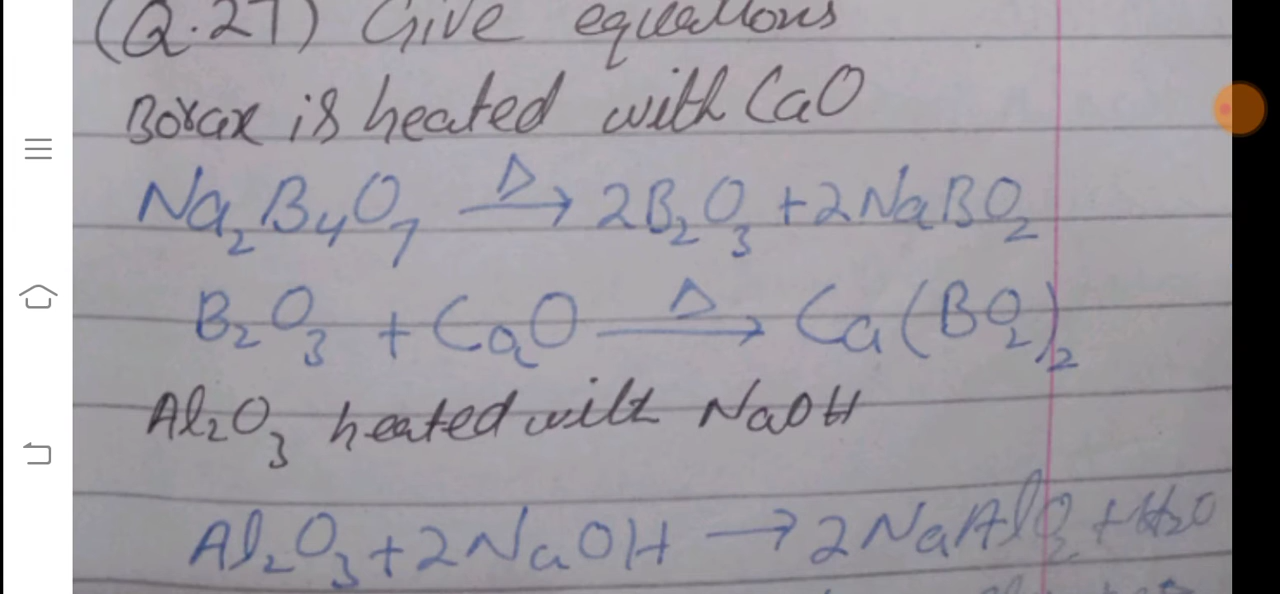 (Q.27) Give equations
Borax is heated with CaO
Na₂B₄O₇ —Δ→ 2B₂O₃ + 2NaBO₂
B₂O₃ + CaO —Δ→ Ca(BO₂)₂
Al₂O₃ heated with NaOH
Al₂O₃ + 2NaOH → 2NaAlO₂ + H₂O